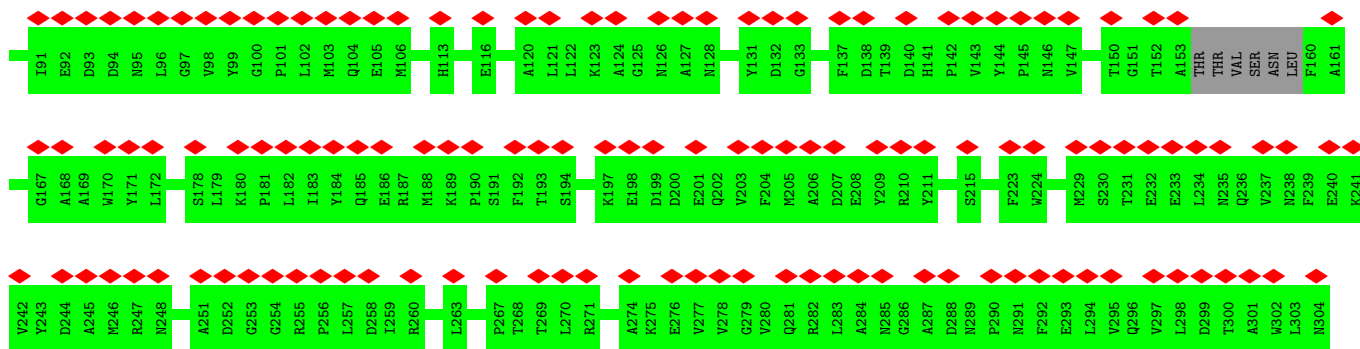 I91 E92 D93 D94 N95 L96 G97 V98 Y99 G100 P101 L102 M103 Q104 E105 M106 H113 E116 A120 L121 L122 K123 A124 G125 N126 A127 N128 Y131 D132 G133 F137 D138 T139 D140 H141 P142 V143 Y144 P145 N146 V147 T150 G151 T152 A153 THR THR VAL SER ASN LEU F160 A161
G167 A168 A169 W170 Y171 L172 S178 L179 K180 P181 L182 I183 Y184 Q185 E186 R187 M188 K189 P190 S191 F192 T193 S194 K197 E198 D199 D200 E201 Q202 V203 F204 M205 A206 D207 E208 Y209 R210 Y211 S215 F223 W224 M229 S230 T231 E232 E233 L234 N235 Q236 V237 N238 F239 E240 K241
V242 Y243 D244 A245 M246 R247 N248 A251 D252 G253 G254 R255 P256 L257 D258 I259 R260 L263 P267 T268 T269 L270 R271 A274 K275 E276 V277 V278 G279 V280 Q281 R282 L283 A284 N285 G286 A287 D288 N289 P290 N291 F292 E293 L294 V295 Q296 V297 L298 D299 T300 A301 W302 L303 N304